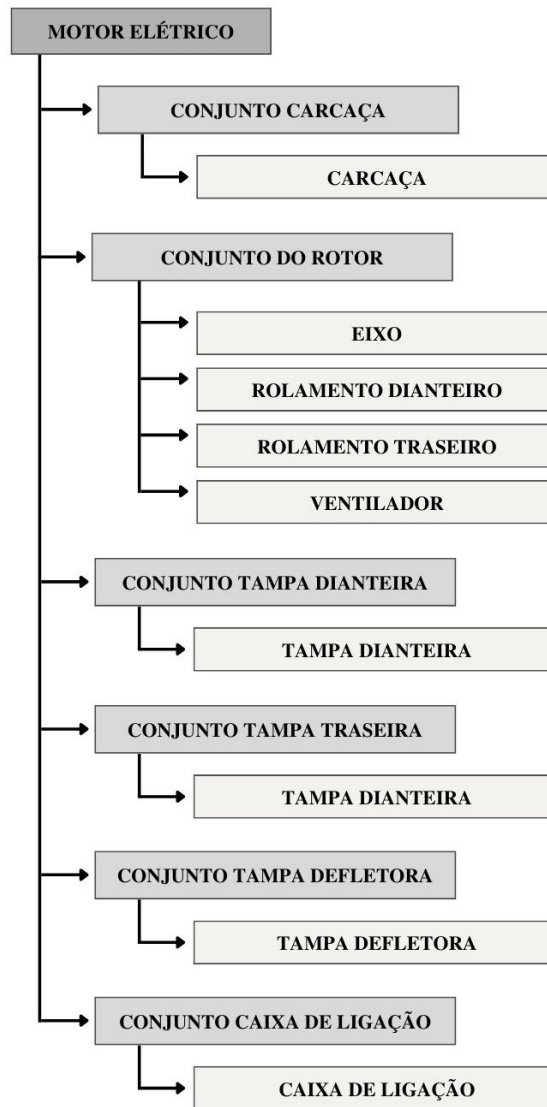 MOTOR ELÉTRICO
CONJUNTO CARCAÇA
CARCAÇA
CONJUNTO DO ROTOR
EIXO
ROLAMENTO DIANTEIRO
ROLAMENTO TRASEIRO
VENTILADOR
CONJUNTO TAMPA DIANTEIRA
TAMPA DIANTEIRA
CONJUNTO TAMPA TRASEIRA
TAMPA DIANTEIRA
CONJUNTO TAMPA DEFLETORA
TAMPA DEFLETORA
CONJUNTO CAIXA DE LIGAÇÃO
CAIXA DE LIGAÇÃO